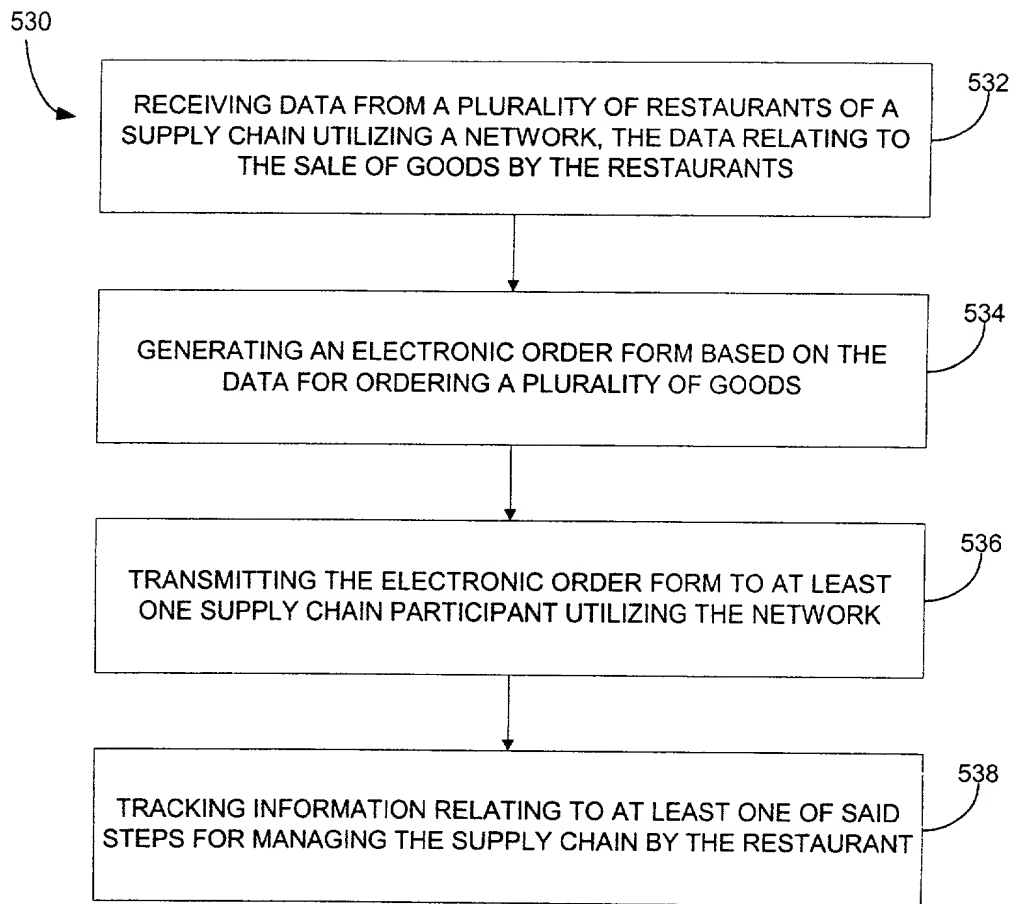 530
532
RECEIVING DATA FROM A PLURALITY OF RESTAURANTS OF A
SUPPLY CHAIN UTILIZING A NETWORK, THE DATA RELATING TO
THE SALE OF GOODS BY THE RESTAURANTS
534
GENERATING AN ELECTRONIC ORDER FORM BASED ON THE
DATA FOR ORDERING A PLURALITY OF GOODS
536
TRANSMITTING THE ELECTRONIC ORDER FORM TO AT LEAST
ONE SUPPLY CHAIN PARTICIPANT UTILIZING THE NETWORK
538
TRACKING INFORMATION RELATING TO AT LEAST ONE OF SAID
STEPS FOR MANAGING THE SUPPLY CHAIN BY THE RESTAURANT